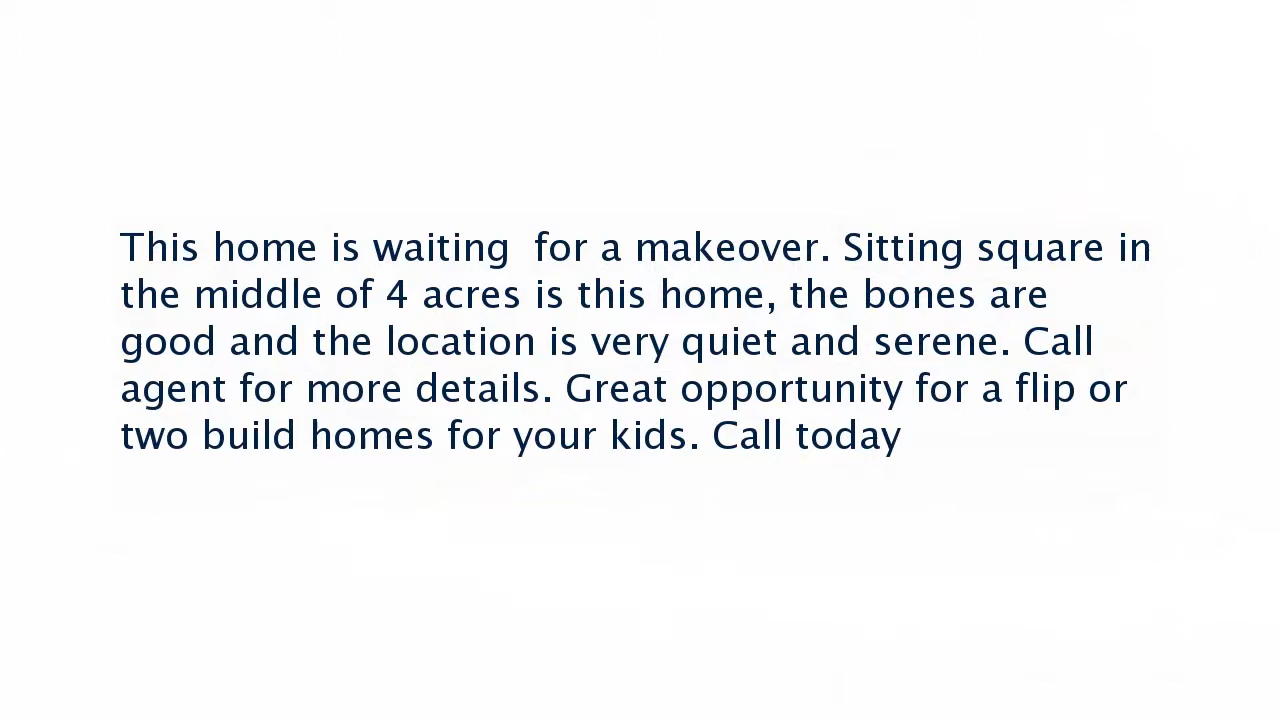 This home is waiting  for a makeover. Sitting square in
the middle of 4 acres is this home, the bones are
good and the location is very quiet and serene. Call
agent for more details. Great opportunity for a flip or
two build homes for your kids. Call today